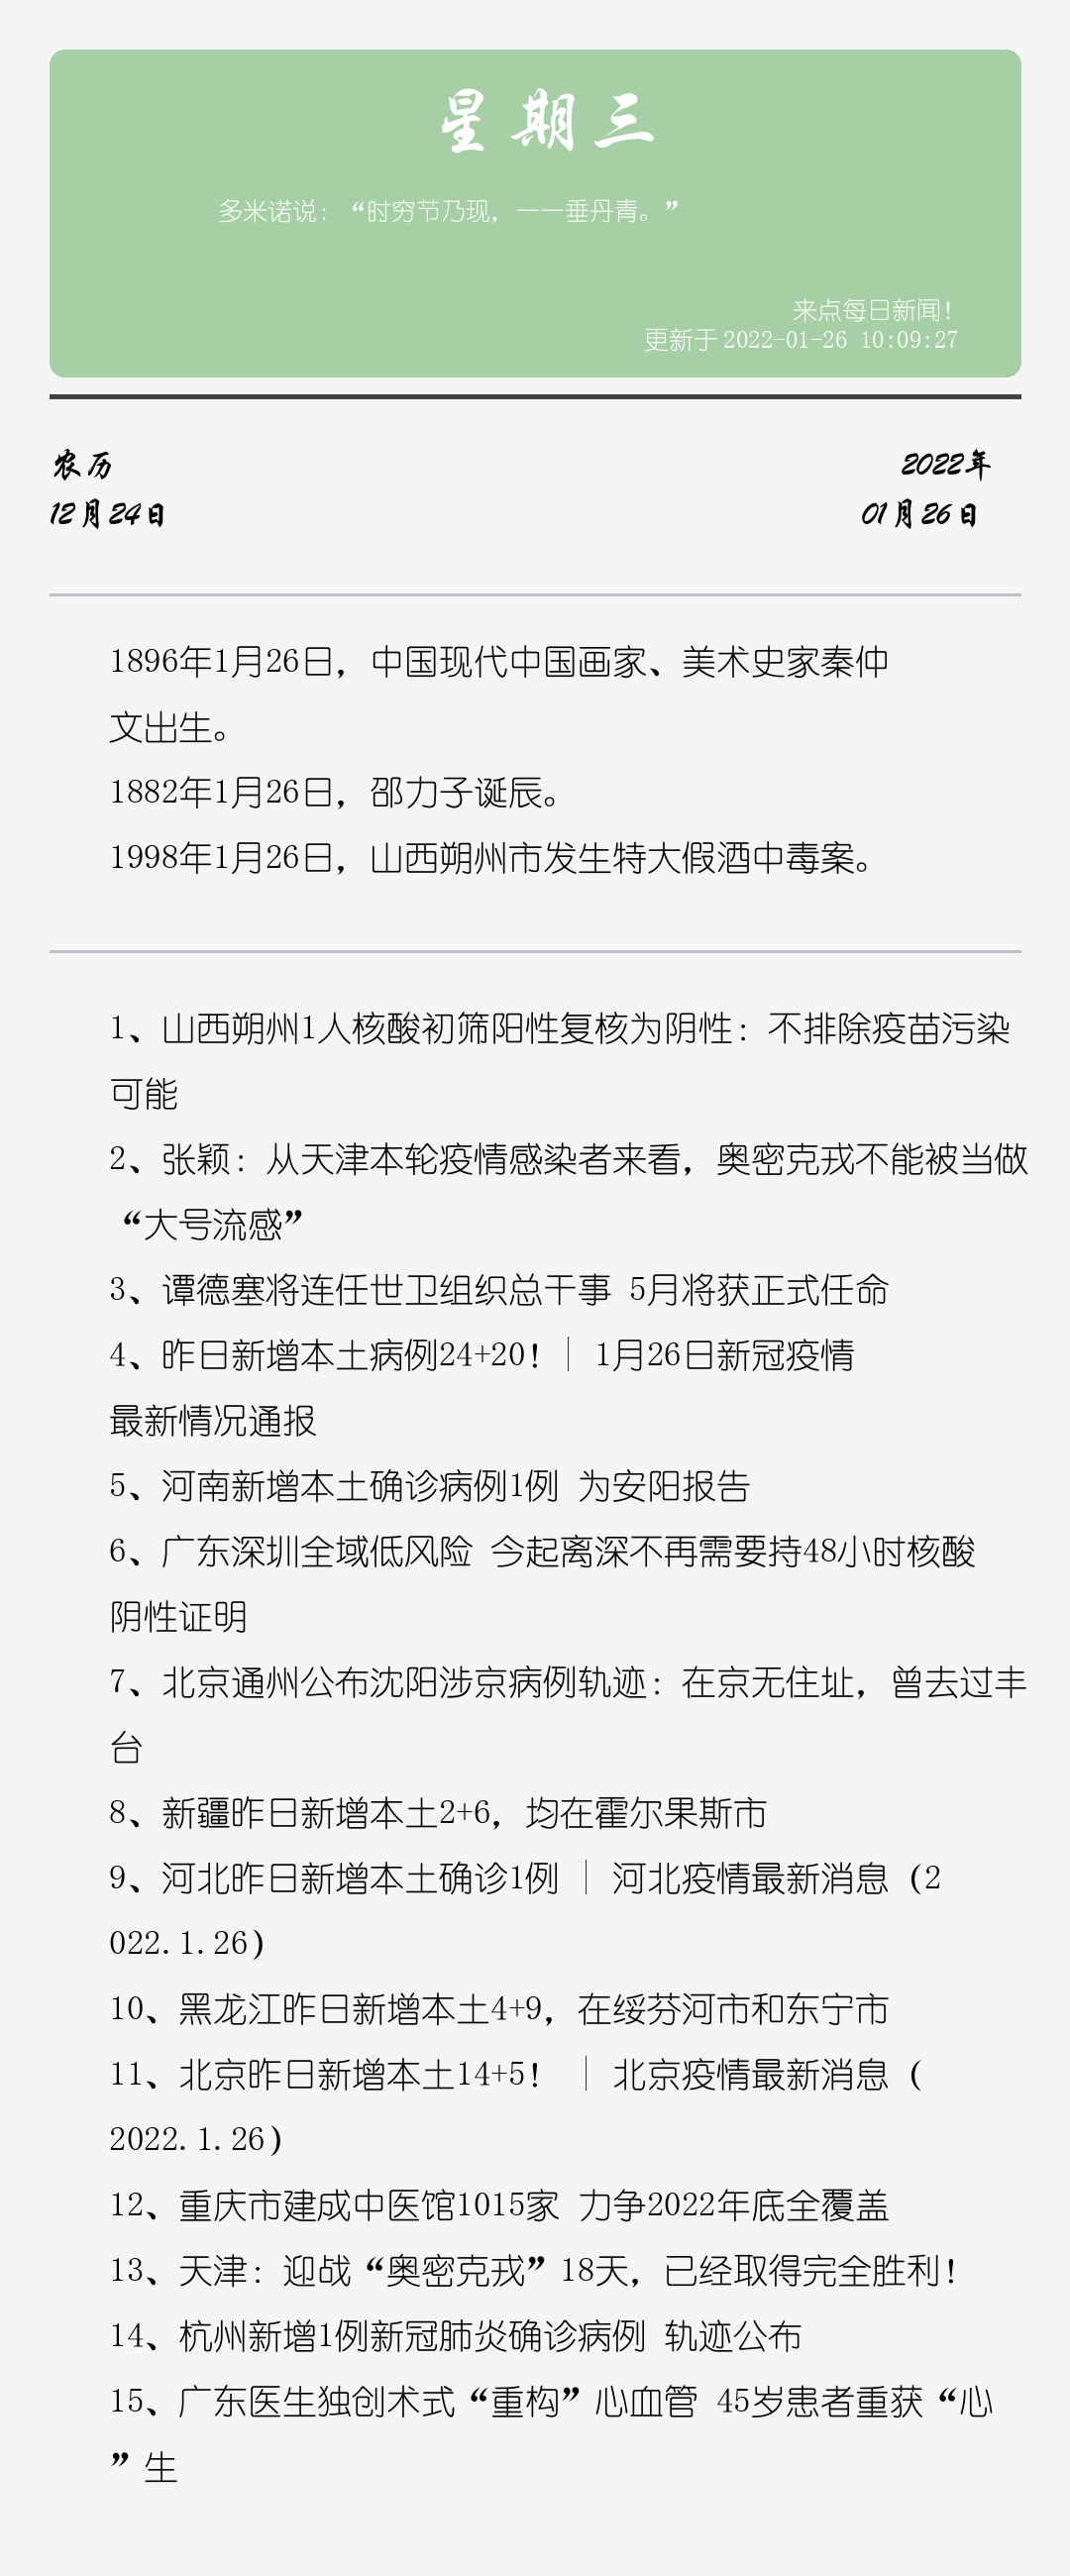 星期三
多米诺说：“时穷节乃现，一一垂丹青。”
来点每日新闻！
更新于 2022-01-26 10:09:27
农历
2022年
12月24日
01月26日
1896年1月26日，中国现代中国画家、美术史家秦仲
文出生。
1882年1月26日，邵力子诞辰。
1998年1月26日，山西朔州市发生特大假酒中毒案。
1、山西朔州1人核酸初筛阳性复核为阴性：不排除疫苗污染
可能
2、张颖：从天津本轮疫情感染者来看，奥密克戎不能被当做
“大号流感”
3、谭德塞将连任世卫组织总干事 5月将获正式任命
4、昨日新增本土病例24+20！｜ 1月26日新冠疫情
最新情况通报
5、河南新增本土确诊病例1例 为安阳报告
6、广东深圳全域低风险 今起离深不再需要持48小时核酸
阴性证明
7、北京通州公布沈阳涉京病例轨迹：在京无住址，曾去过丰
台
8、新疆昨日新增本土2+6，均在霍尔果斯市
9、河北昨日新增本土确诊1例 ｜ 河北疫情最新消息（2
022.1.26）
10、黑龙江昨日新增本土4+9，在绥芬河市和东宁市
11、北京昨日新增本土14+5！ ｜ 北京疫情最新消息（
2022.1.26）
12、重庆市建成中医馆1015家 力争2022年底全覆盖
13、天津：迎战“奥密克戎”18天，已经取得完全胜利！
14、杭州新增1例新冠肺炎确诊病例 轨迹公布
15、广东医生独创术式“重构”心血管 45岁患者重获“心
”生